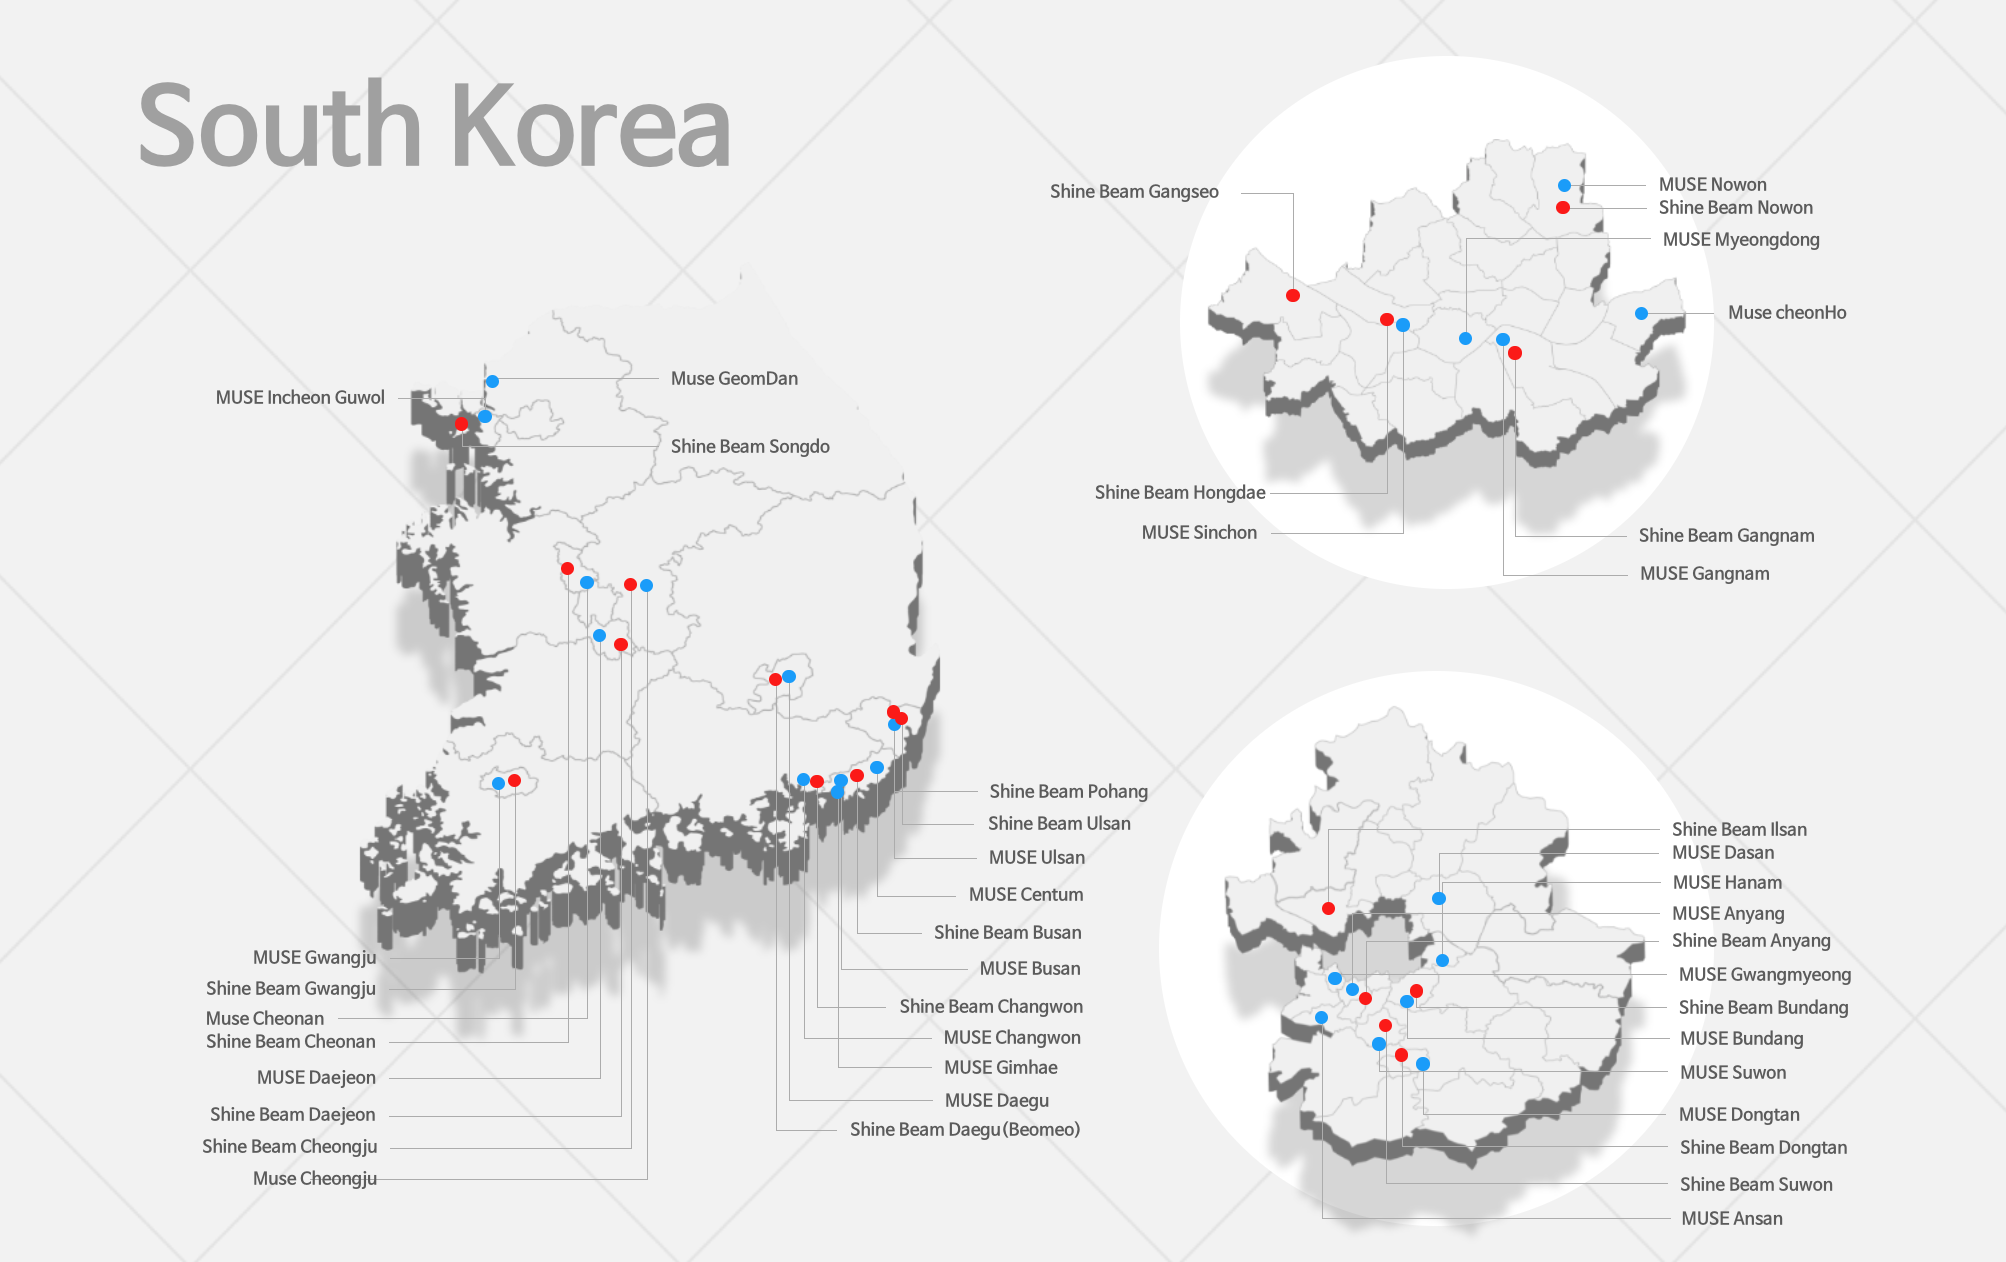 South Korea
MUSE Incheon Guwol
Muse GeomDan
Shine Beam Songdo
Shine Beam Pohang
Shine Beam Ulsan
MUSE Ulsan
MUSE Centum
Shine Beam Busan
MUSE Busan
Shine Beam Changwon
MUSE Changwon
MUSE Gimhae
MUSE Daegu
Shine Beam Daegu(Beomeo)
MUSE Gwangju
Shine Beam Gwangju
Muse Cheonan
Shine Beam Cheonan
MUSE Daejeon
Shine Beam Daejeon
Shine Beam Cheongju
Muse Cheongju
Shine Beam Gangseo
MUSE Nowon
Shine Beam Nowon
MUSE Myeongdong
Muse cheonHo
Shine Beam Hongdae
MUSE Sinchon
Shine Beam Gangnam
MUSE Gangnam
Shine Beam Ilsan
MUSE Dasan
MUSE Hanam
MUSE Anyang
Shine Beam Anyang
MUSE Gwangmyeong
Shine Beam Bundang
MUSE Bundang
MUSE Suwon
MUSE Dongtan
Shine Beam Dongtan
Shine Beam Suwon
MUSE Ansan